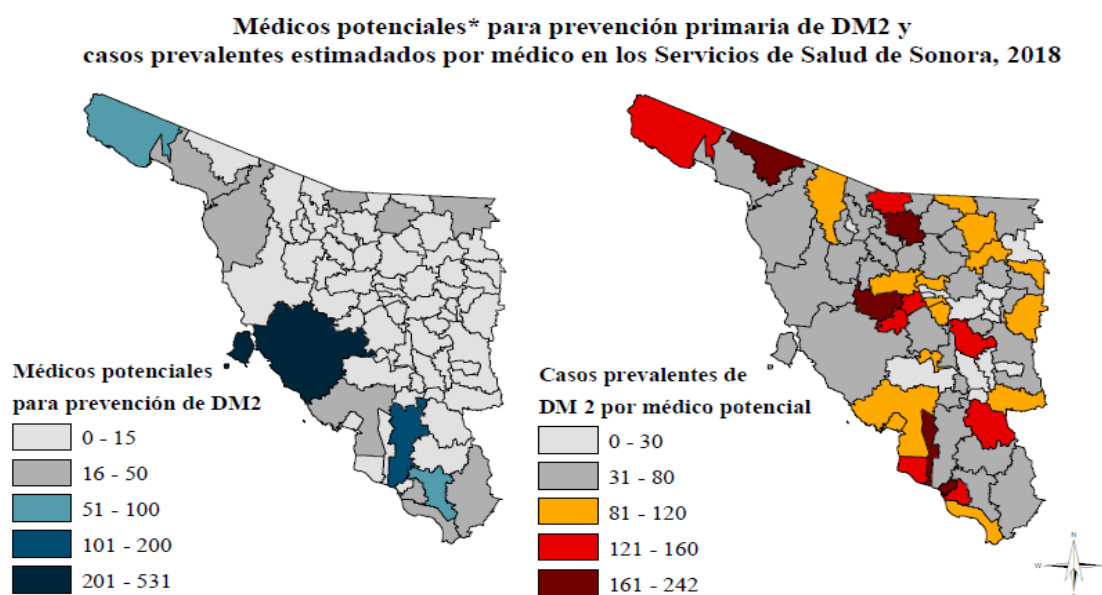 Médicos potenciales* para prevención primaria de DM2 y
casos prevalentes estimadados por médico en los Servicios de Salud de Sonora, 2018
Médicos potenciales
para prevención de DM2
0 - 15
16 - 50
51 - 100
101 - 200
201 - 531
Casos prevalentes de
DM 2 por médico potencial
0 - 30
31 - 80
81 - 120
121 - 160
161 - 242
N
W
E
S